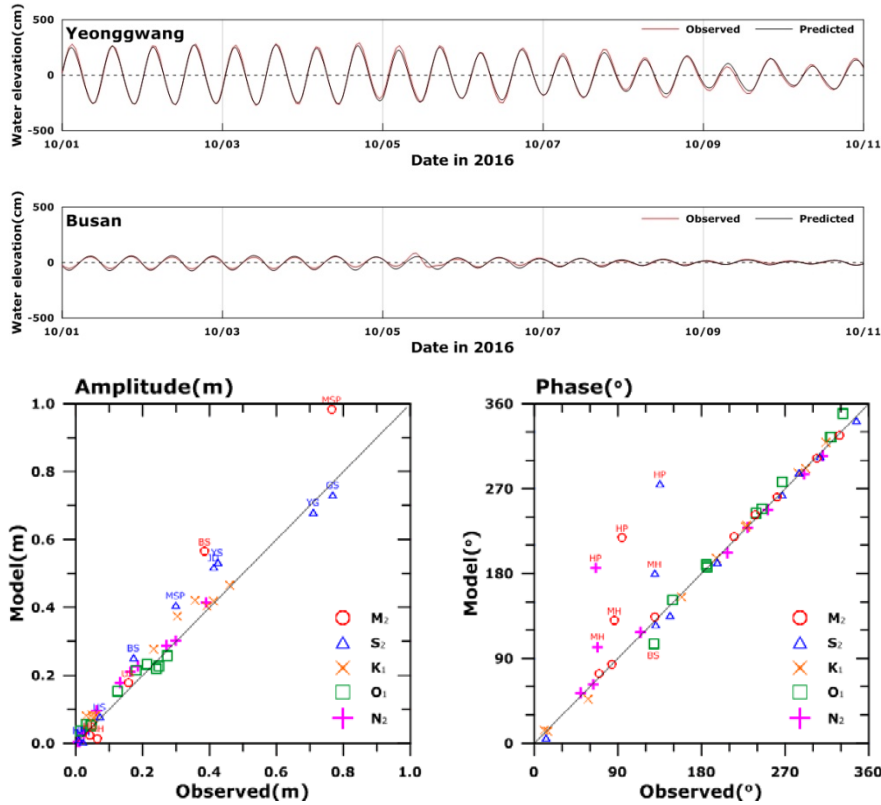 500
Yeonggwang
Observed
Predicted
0
-500
Water elevation(cm)
10/01
10/03
10/05
10/07
10/09
10/11
Date in 2016
500
Busan
Observed
Predicted
0
-500
Water elevation(cm)
10/01
10/03
10/05
10/07
10/09
10/11
Date in 2016
Amplitude(m)
1.0
0.8
0.6
0.4
0.2
0.0
Model(m)
MSP
GS
YG
BS
YS
MSP
BS
M₂
S₂
K₁
O₁
N₂
0.0
0.2
0.4
0.6
0.8
1.0
Observed(m)
Phase(°)
360
270
180
90
0
Model(°)
HP
HP
HP
MH
MH
MH
BS
M₂
S₂
K₁
O₁
N₂
0
90
180
270
360
Observed(°)